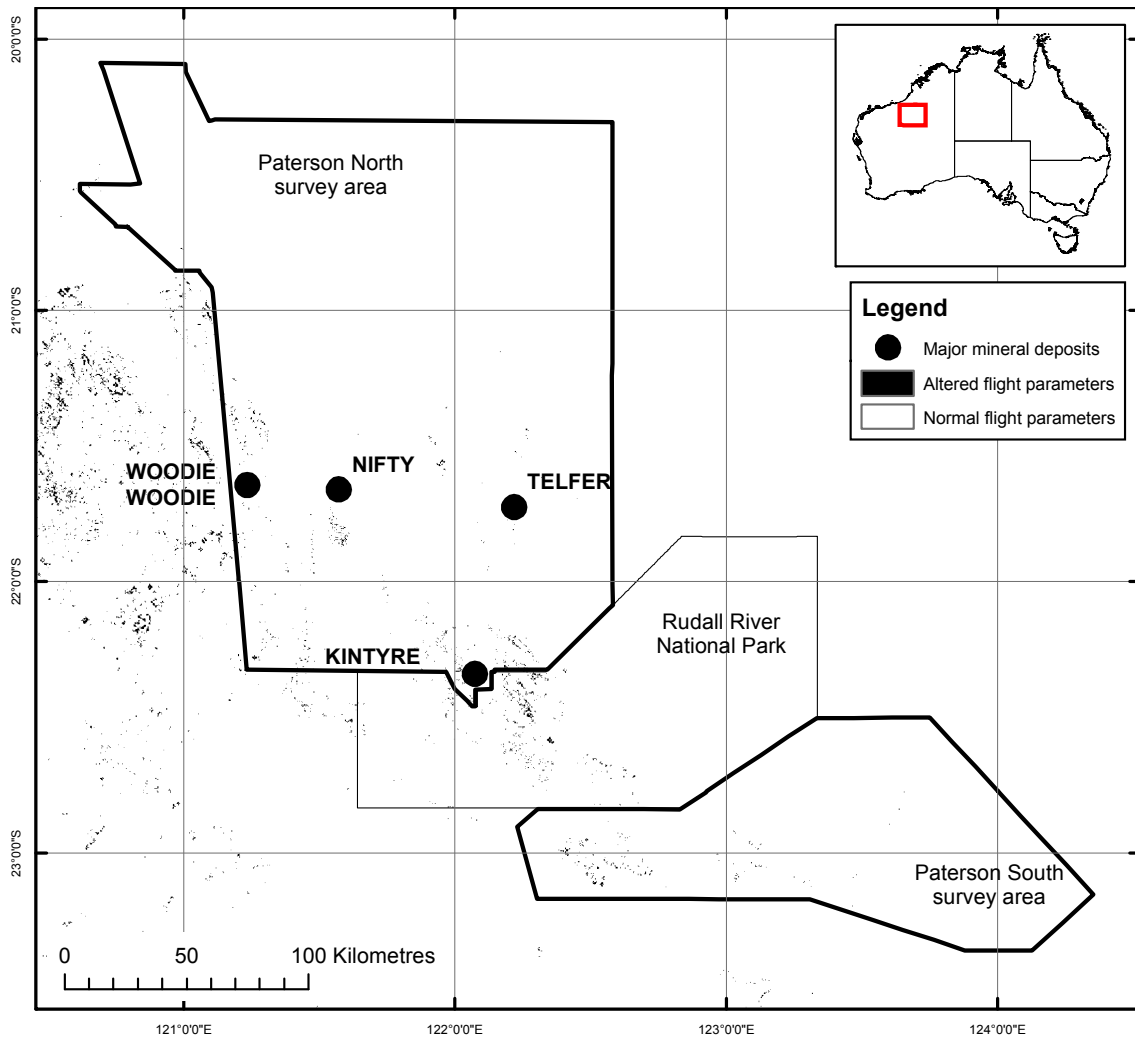 20°0'0"S
Paterson North
survey area
21°0'0"S
Legend
Major mineral deposits
Altered flight parameters
Normal flight parameters
WOODIE
WOODIE
NIFTY
TELFER
22°0'0"S
Rudall River
National Park
KINTYRE
23°0'0"S
Paterson South
survey area
0 50 100 Kilometres
121°0'0"E 122°0'0"E 123°0'0"E 124°0'0"E